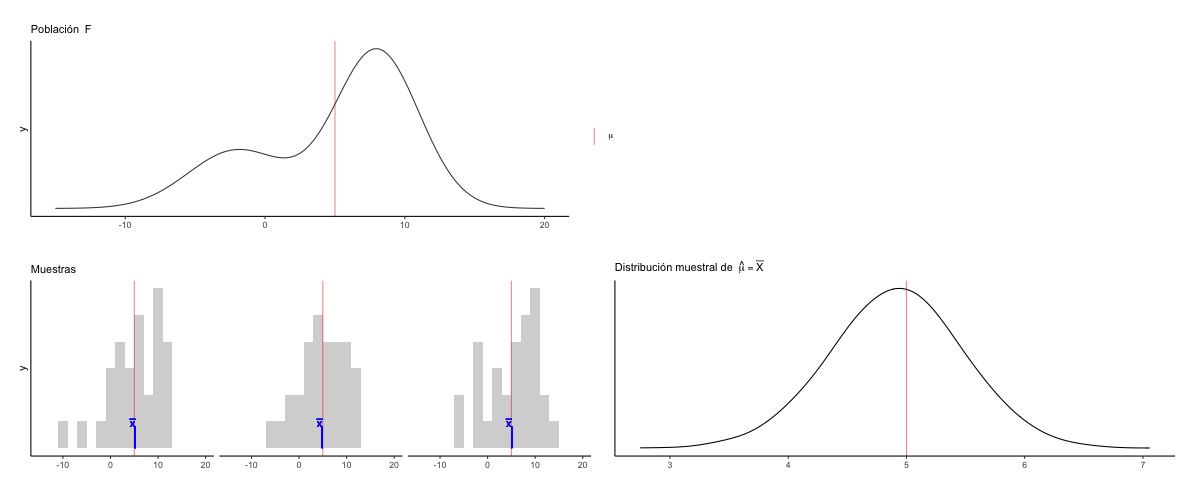 Población F
y
-10 0 10 20
μ
Muestras
y
x̄ x̄ x̄
-10 0 10 20 -10 0 10 20 -10 0 10 20
Distribución muestral de μ̂ = X̄
3 4 5 6 7